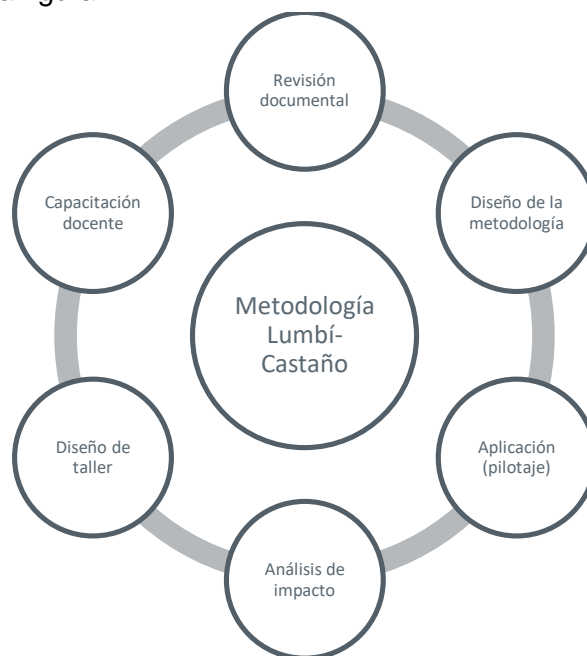 Revisión
documental
Diseño de la
metodología
Aplicación
(pilotaje)
Análisis de
impacto
Diseño de
taller
Capacitación
docente
Metodología
Lumbí-
Castaño